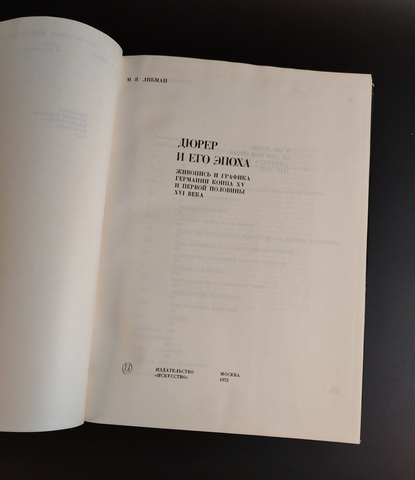 М. Я. ЛИБМАН
ДЮРЕР
И ЕГО ЭПОХА
ЖИВОПИСЬ И ГРАФИКА
ГЕРМАНИИ КОНЦА XV
И ПЕРВОЙ ПОЛОВИНЫ
XVI ВЕКА
ИЗДАТЕЛЬСТВО
«ИСКУССТВО»
МОСКВА
1972